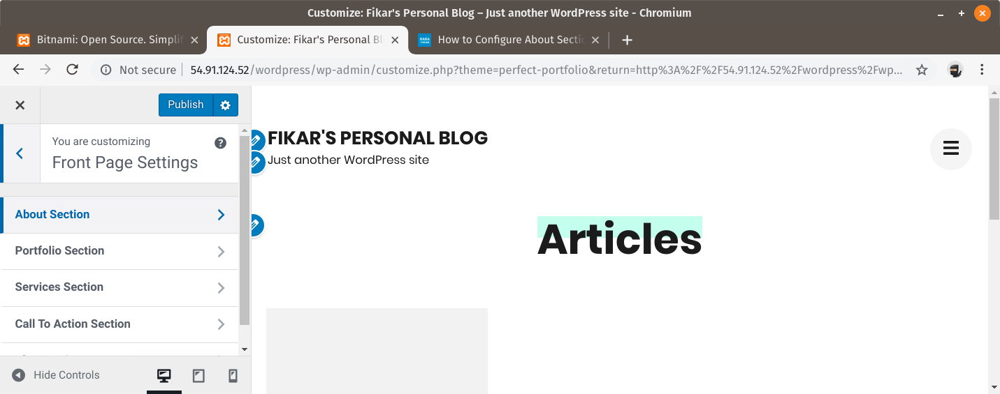 Customize: Fikar's Personal Blog – Just another WordPress site - Chromium
Bitnami: Open Source. Simplif
Customize: Fikar's Personal Bl
How to Configure About Sectio
Not secure
54.91.124.52/wordpress/wp-admin/customize.php?theme=perfect-portfolio&return=http%3A%2F%2F54.91.124.52%2Fwordpress%2Fwp...
Publish
You are customizing
Front Page Settings
About Section
Portfolio Section
Services Section
Call To Action Section
Hide Controls
FIKAR'S PERSONAL BLOG
Just another WordPress site
Articles